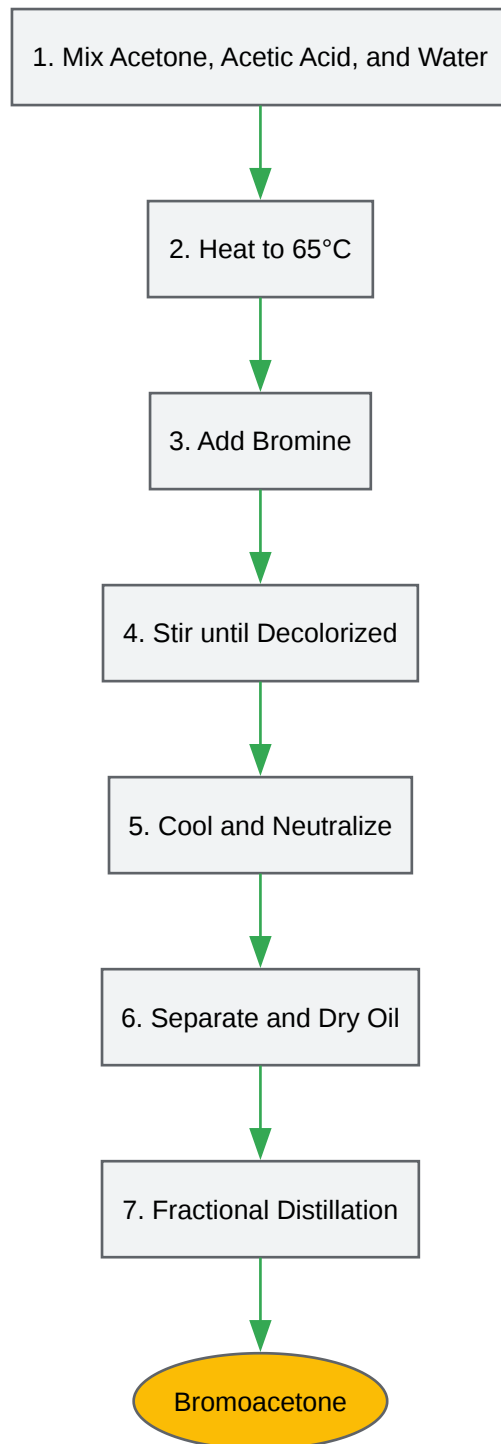 1. Mix Acetone, Acetic Acid, and Water
2. Heat to 65°C
3. Add Bromine
4. Stir until Decolorized
5. Cool and Neutralize
6. Separate and Dry Oil
7. Fractional Distillation
Bromoacetone